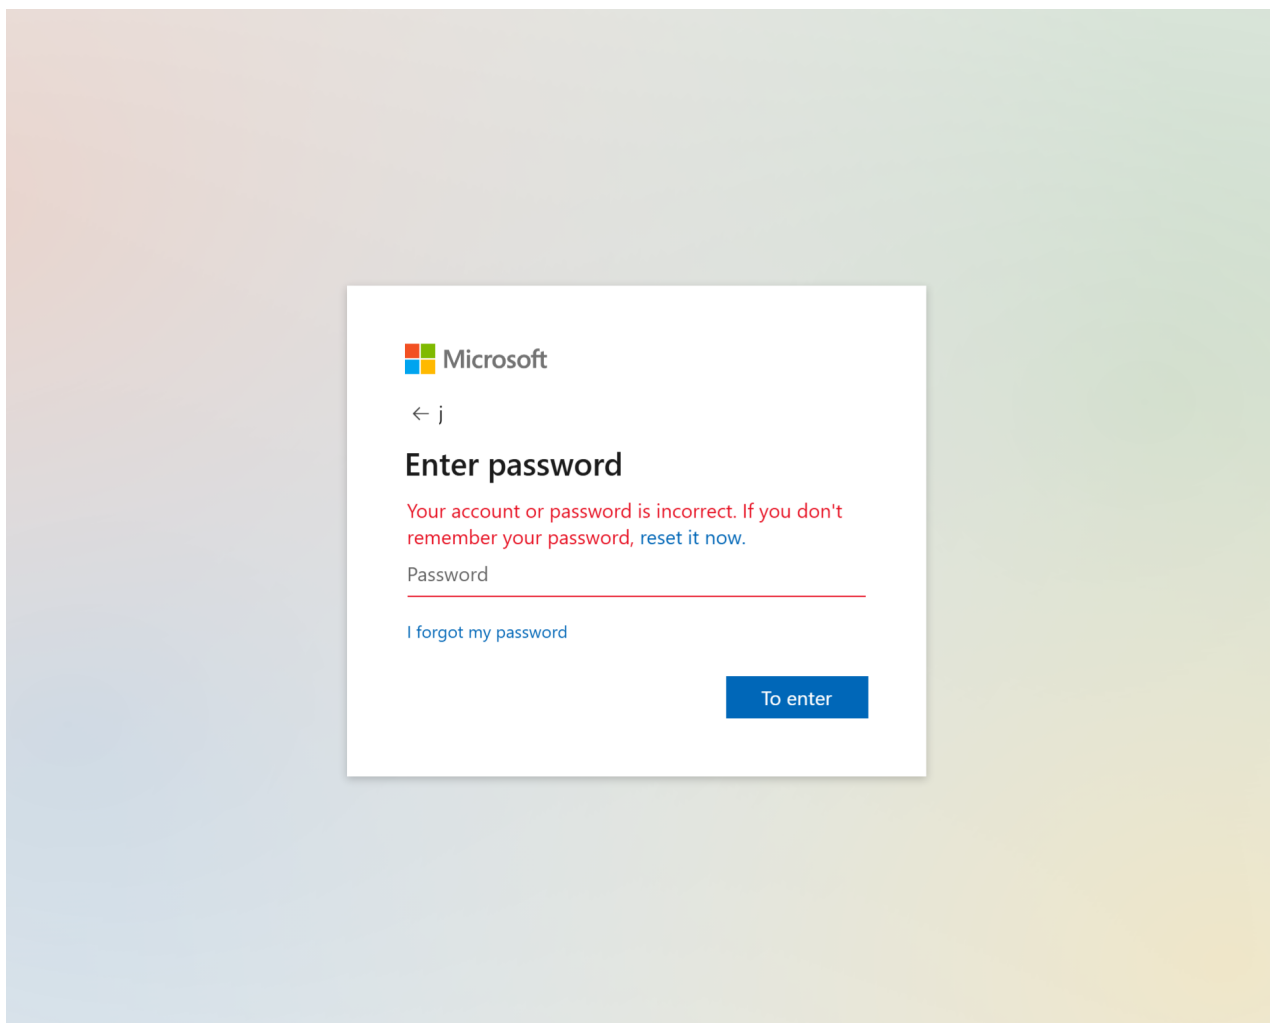 Microsoft
← j
Enter password
Your account or password is incorrect. If you don't
remember your password, reset it now.
Password
I forgot my password
To enter